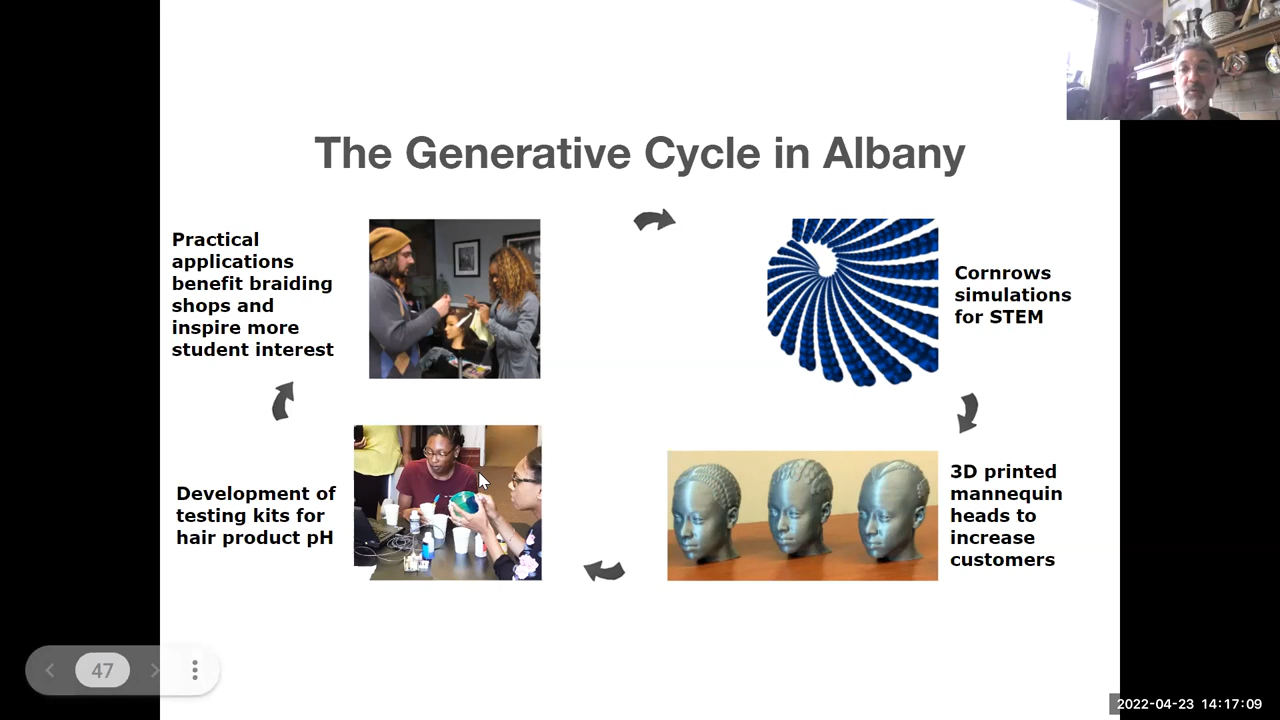 The Generative Cycle in Albany
Practical
applications
benefit braiding
shops and
inspire more
student interest
Cornrows
simulations
for STEM
3D printed
mannequin
heads to
increase
customers
Development of
testing kits for
hair product pH
47
2022-04-23 14:17:09